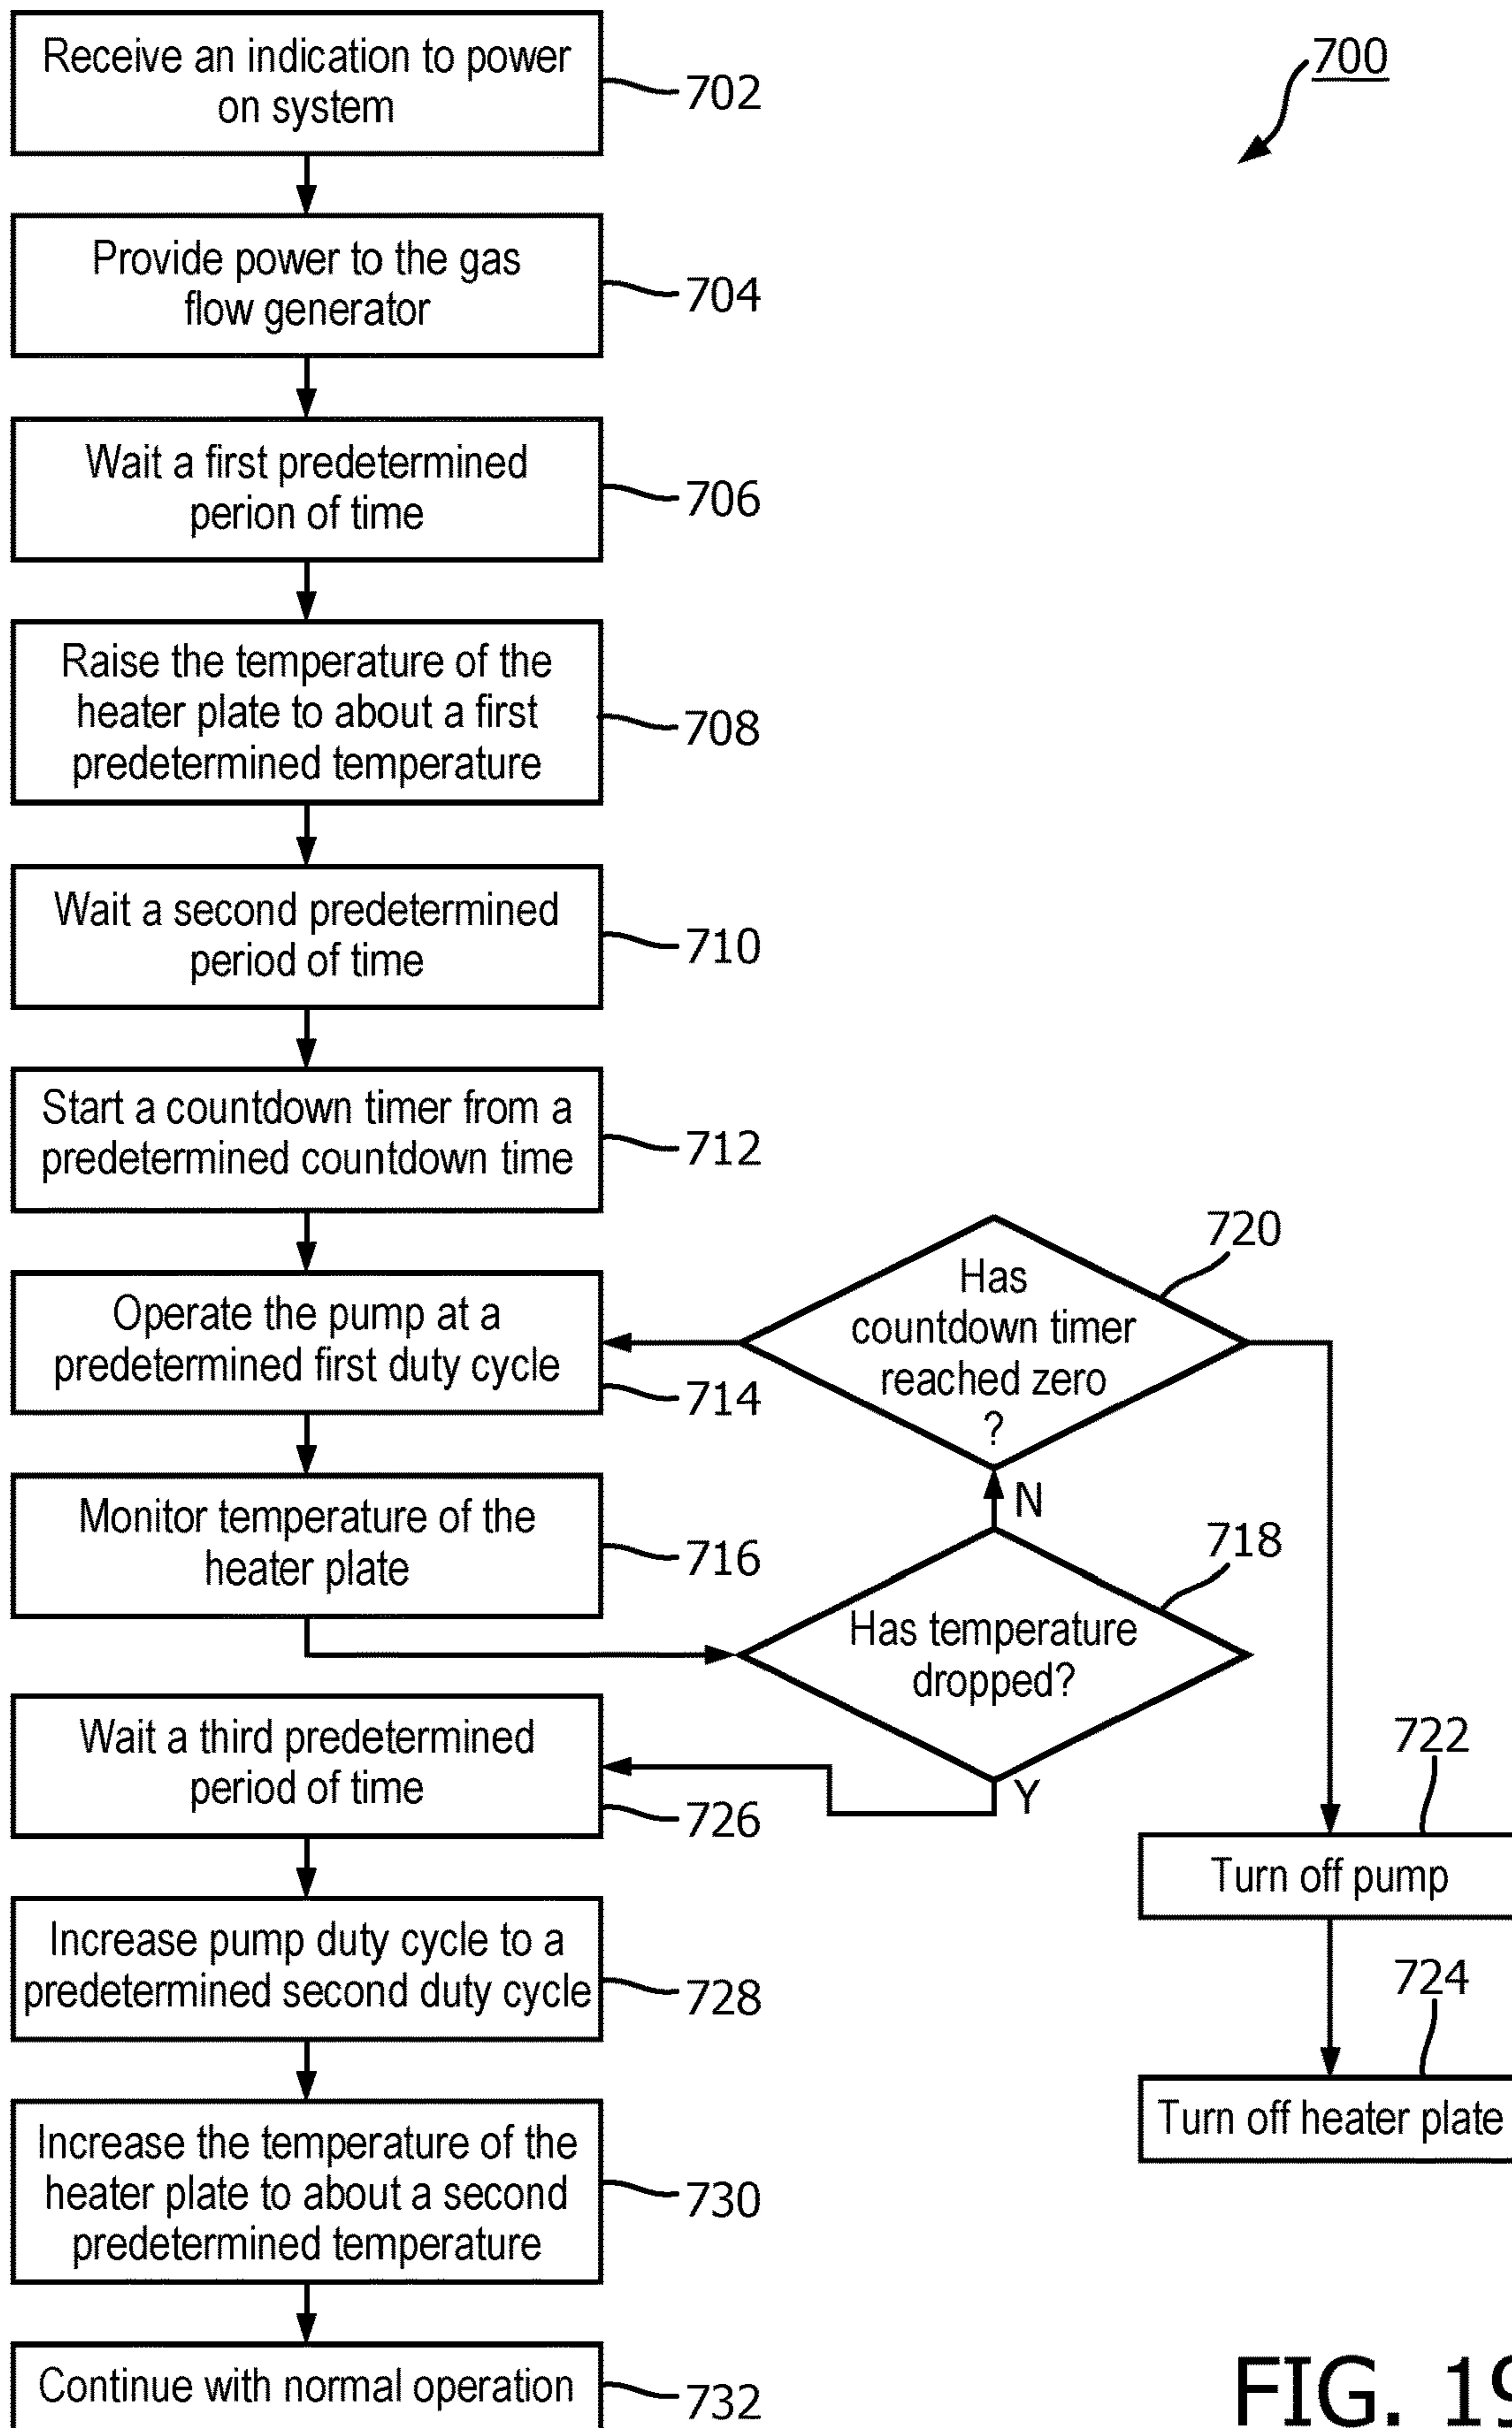 Receive an indication to power
on system
702
700
Provide power to the gas
flow generator
704
Wait a first predetermined
perion of time
706
Raise the temperature of the
heater plate to about a first
predetermined temperature
708
Wait a second predetermined
period of time
710
Start a countdown timer from a
predetermined countdown time
712
Operate the pump at a
predetermined first duty cycle
714
Has
countdown timer
reached zero
?
720
Monitor temperature of the
heater plate
716
N
Has temperature
dropped?
718
Y
Wait a third predetermined
period of time
726
722
Turn off pump
Increase pump duty cycle to a
predetermined second duty cycle
728
724
Turn off heater plate
Increase the temperature of the
heater plate to about a second
predetermined temperature
730
Continue with normal operation
732
FIG. 19